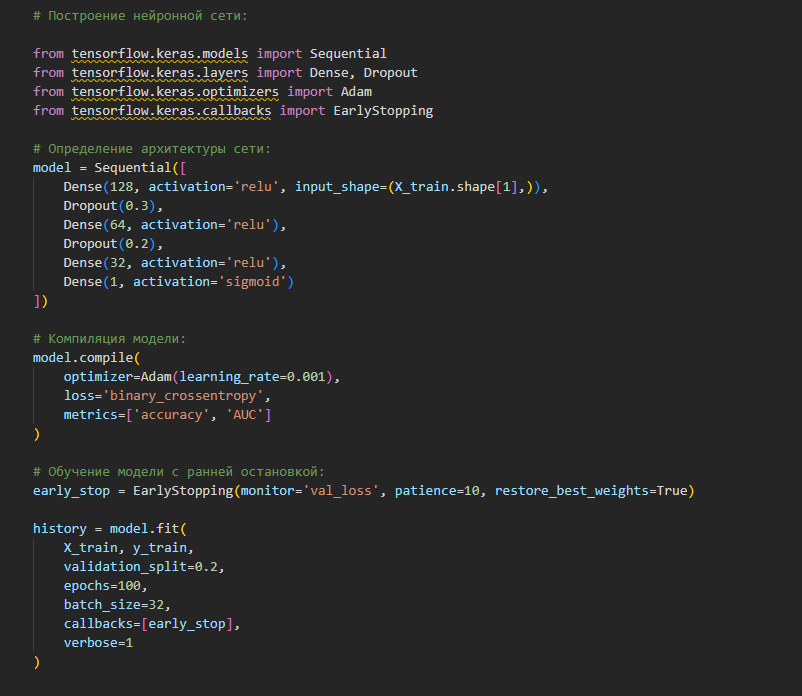 # Построение нейронной сети:
from tensorflow.keras.models import Sequential
from tensorflow.keras.layers import Dense, Dropout
from tensorflow.keras.optimizers import Adam
from tensorflow.keras.callbacks import EarlyStopping
# Определение архитектуры сети:
model = Sequential([
    Dense(128, activation='relu', input_shape=(X_train.shape[1],)),
    Dropout(0.3),
    Dense(64, activation='relu'),
    Dropout(0.2),
    Dense(32, activation='relu'),
    Dense(1, activation='sigmoid')
])
# Компиляция модели:
model.compile(
    optimizer=Adam(learning_rate=0.001),
    loss='binary_crossentropy',
    metrics=['accuracy', 'AUC']
)
# Обучение модели с ранней остановкой:
early_stop = EarlyStopping(monitor='val_loss', patience=10, restore_best_weights=True)
history = model.fit(
    X_train, y_train,
    validation_split=0.2,
    epochs=100,
    batch_size=32,
    callbacks=[early_stop],
    verbose=1
)